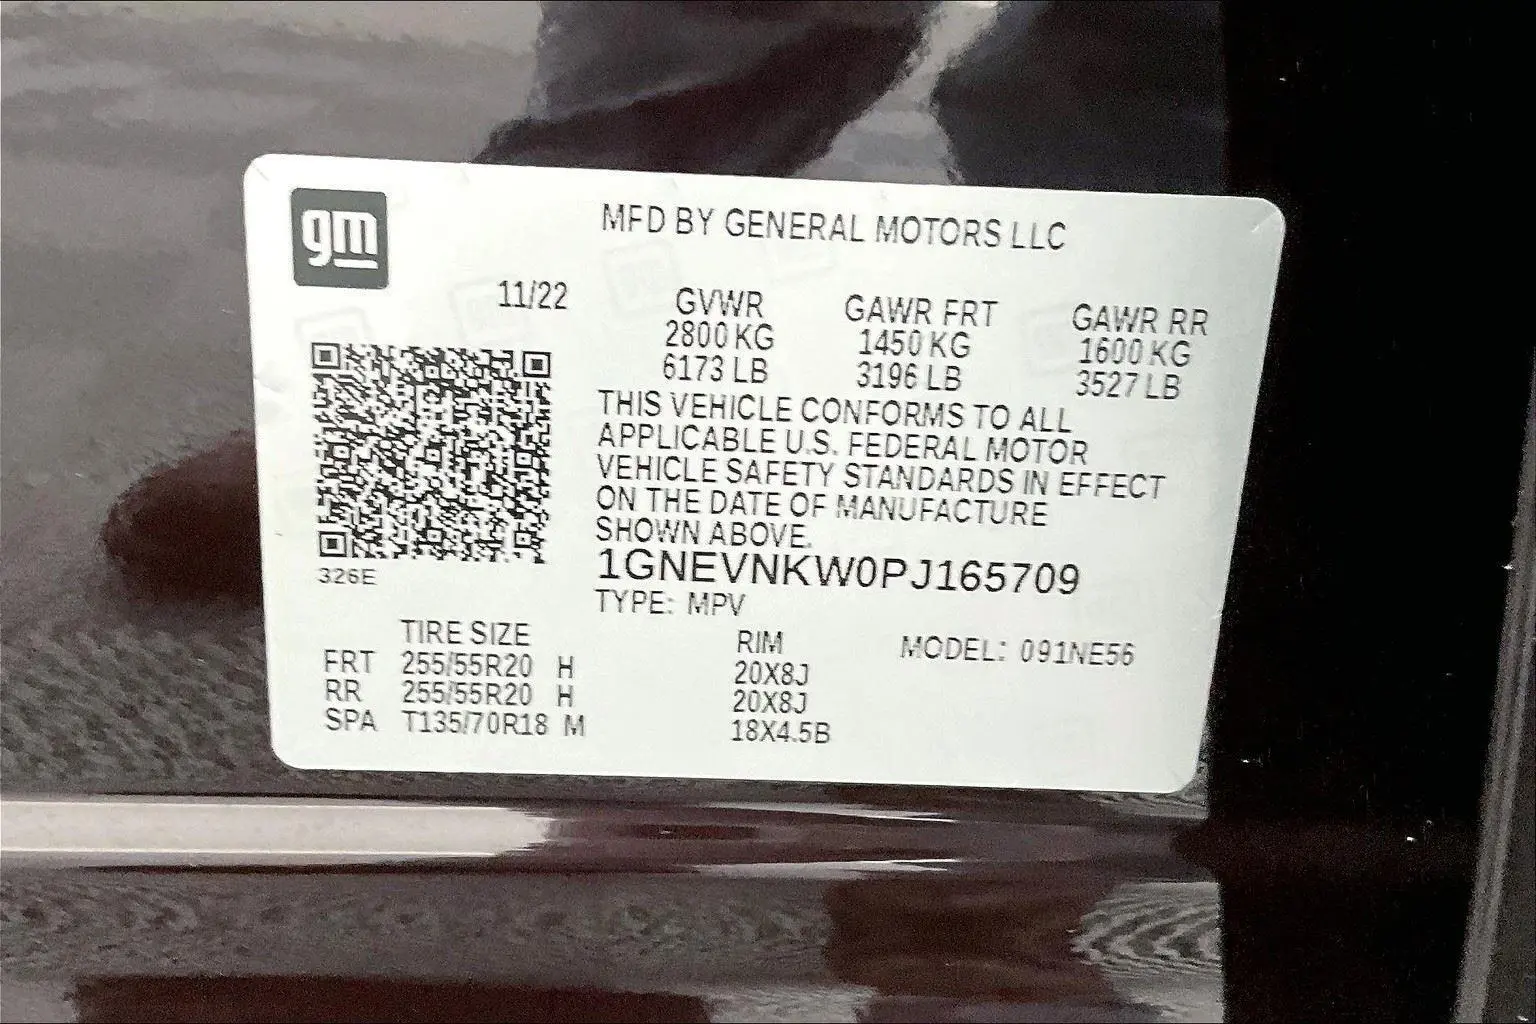 gm
MFD BY GENERAL MOTORS LLC
11/22
GVWR GAWR FRT GAWR RR
2800 KG 1450 KG 1600 KG
6173 LB 3196 LB 3527 LB
THIS VEHICLE CONFORMS TO ALL
APPLICABLE U.S. FEDERAL MOTOR
VEHICLE SAFETY STANDARDS IN EFFECT
ON THE DATE OF MANUFACTURE
SHOWN ABOVE.
1GNEVNKW0PJ165709
326E
TYPE: MPV
TIRE SIZE RIM MODEL: 091NE56
FRT 255/55R20 H 20X8J
RR 255/55R20 H 20X8J
SPA T135/70R18 M 18X4.5B